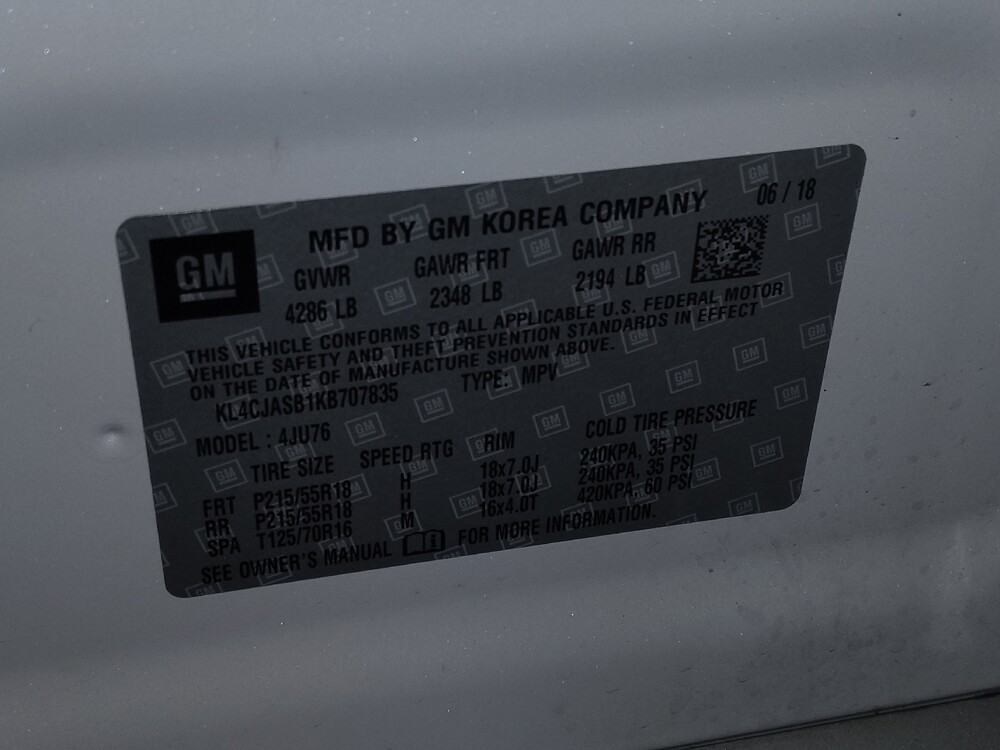 06 / 18
MFD BY GM KOREA COMPANY
GM
GVWR GAWR FRT GAWR RR
4286 LB 2348 LB 2194 LB
THIS VEHICLE CONFORMS TO ALL APPLICABLE U.S. FEDERAL MOTOR
VEHICLE SAFETY AND THEFT PREVENTION STANDARDS IN EFFECT
ON THE DATE OF MANUFACTURE SHOWN ABOVE.
KL4CJASB1KB707835 TYPE: MPV
MODEL : 4JU76
TIRE SIZE SPEED RTG RIM COLD TIRE PRESSURE
FRT P215/55R18 H 18x7.0J 240KPA, 35 PSI
RR P215/55R18 H 18x7.0J 240KPA, 35 PSI
SPA T125/70R16 M 16x4.0T 420KPA, 60 PSI
SEE OWNER'S MANUAL FOR MORE INFORMATION.